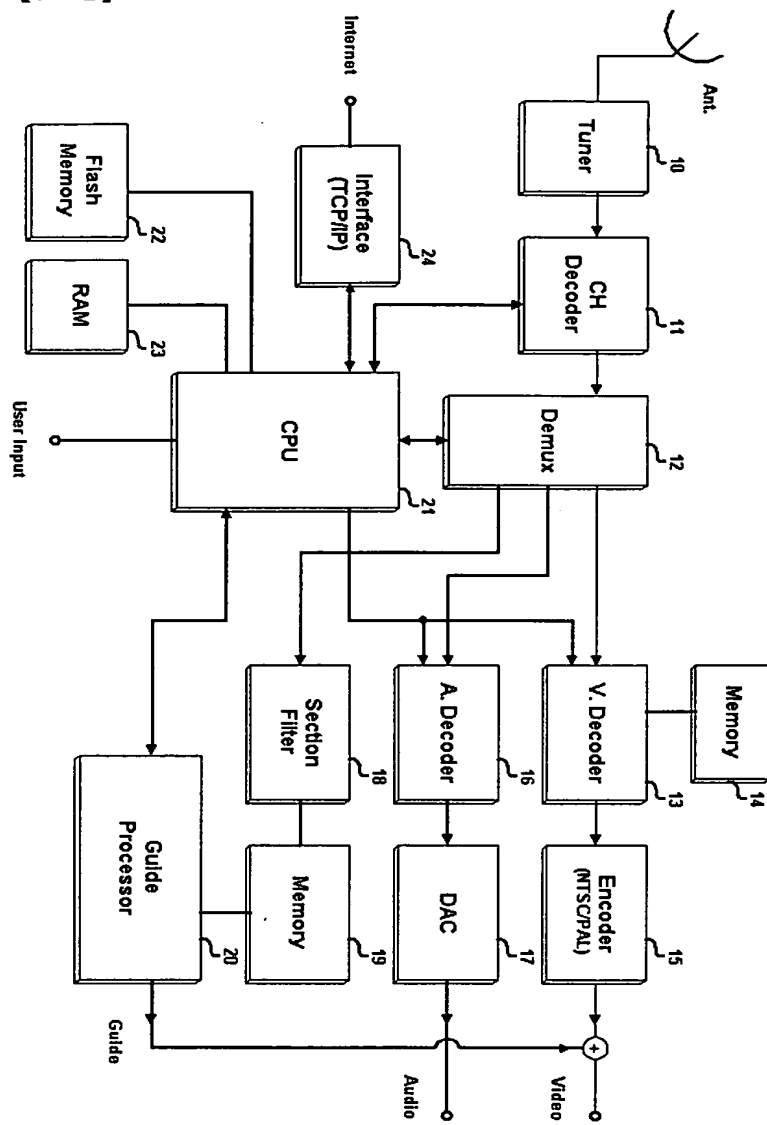 Ant.
Tuner
10
CH
Decoder
11
Demux
12
Memory
14
V. Decoder
13
Encoder
(NTSC/PAL)
15
Video
A. Decoder
16
DAC
17
Audio
Section
Filter
18
Memory
19
Guide
Processor
20
Guide
Internet
Interface
(TCP/IP)
24
CPU
21
Flash
Memory
22
RAM
23
User Input